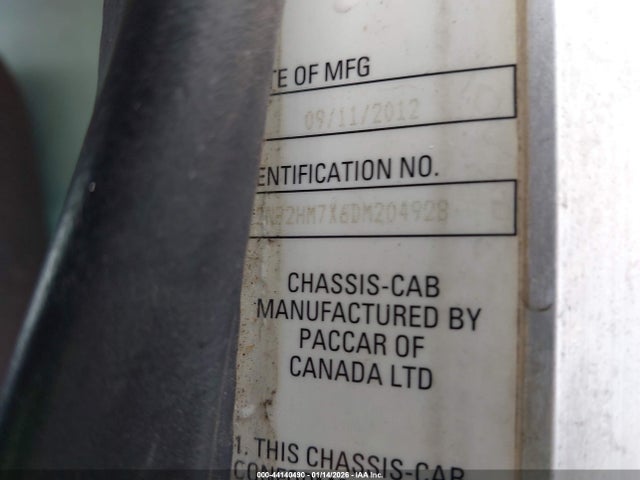 TE OF MFG
09/11/2012
ENTIFICATION NO.
2NP2HM7X6DM204928
CHASSIS-CAB
MANUFACTURED BY
PACCAR OF
CANADA LTD
1. THIS CHASSIS-CAB
000-44140490 - 01/14/2026 - IAA Inc.